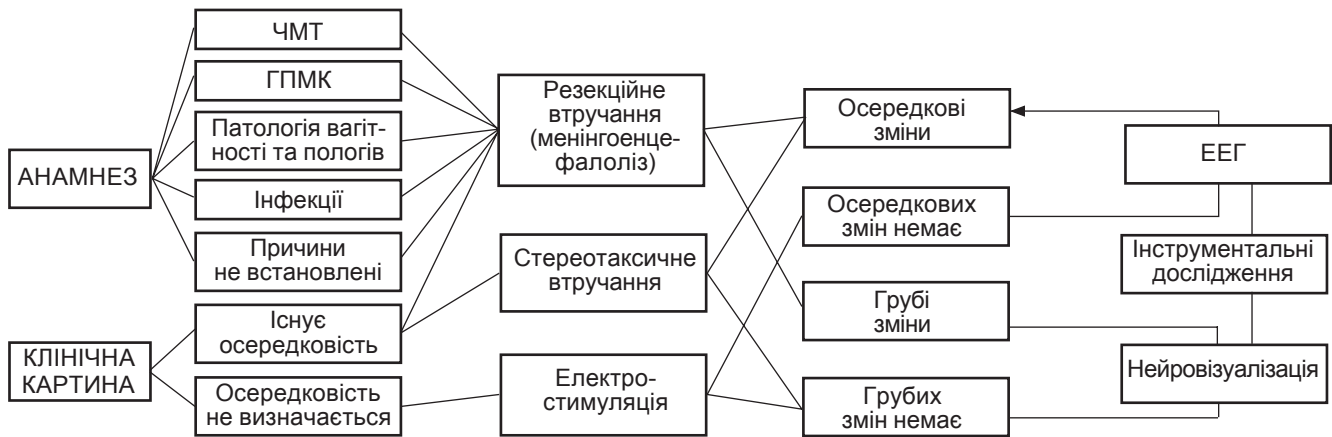 АНАМНЕЗ
КЛІНІЧНА
КАРТИНА
ЧМТ
ГПМК
Патологія вагіт-
ності та пологів
Інфекції
Причини
не встановлені
Існує
осередковість
Осередковість
не визначається
Резекційне
втручання
(менінгоенце-
фалоліз)
Стереотаксичне
втручання
Електро-
стимуляція
Осередкові
зміни
Осередкових
змін немає
Грубі
зміни
Грубих
змін немає
ЕЕГ
Інструментальні
дослідження
Нейровізуалізація